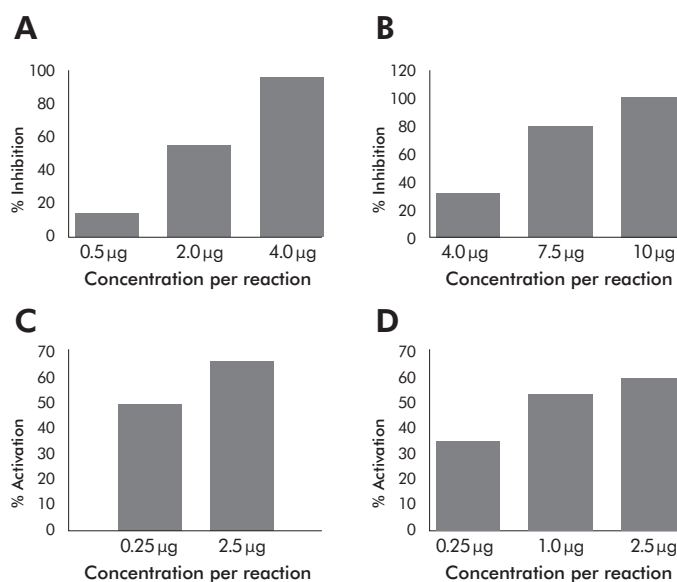 A
% Inhibition
100
80
60
40
20
0
0.5 µg 2.0 µg 4.0 µg
Concentration per reaction
B
% Inhibition
120
100
80
60
40
20
0
4.0 µg 7.5 µg 10 µg
Concentration per reaction
C
% Activation
70
60
50
40
30
20
10
0
0.25 µg 2.5 µg
Concentration per reaction
D
% Activation
70
60
50
40
30
20
10
0
0.25 µg 1.0 µg 2.5 µg
Concentration per reaction